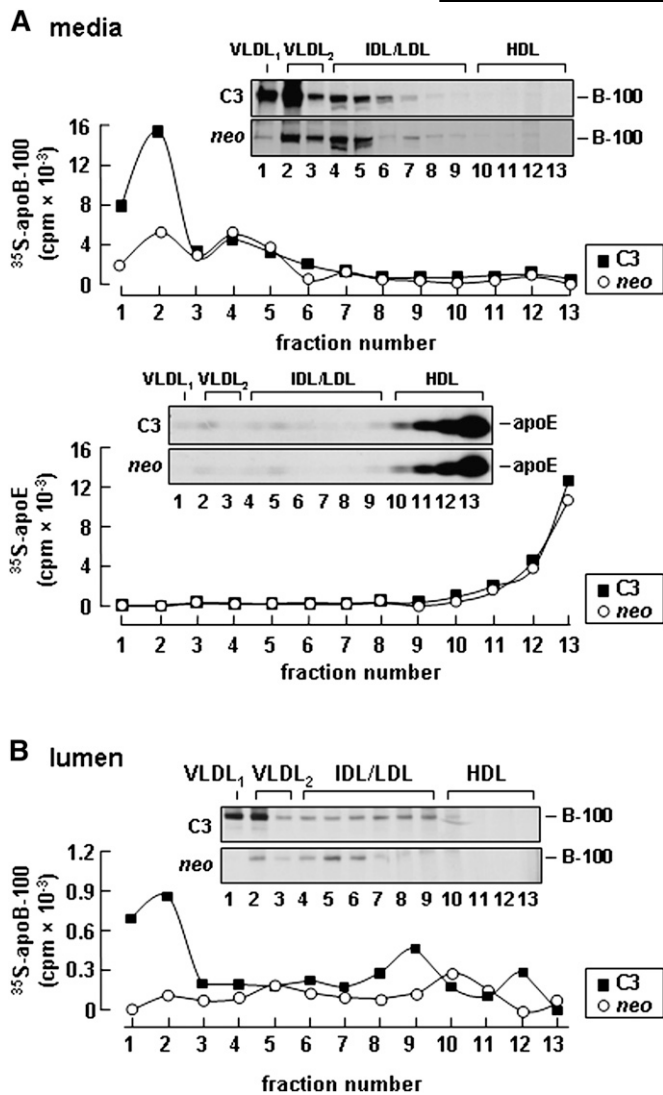 A media
VLDL1 VLDL2 IDL/LDL HDL
C3 – B-100
neo – B-100
1 2 3 4 5 6 7 8 9 10 11 12 13
35S-apoB-100
(cpm × 10-3)
16
12
8
4
0
1 2 3 4 5 6 7 8 9 10 11 12 13
fraction number
C3
neo
VLDL1 VLDL2 IDL/LDL HDL
C3 –apoE
neo –apoE
1 2 3 4 5 6 7 8 9 10 11 12 13
35S-apoE
(cpm × 10-3)
16
12
8
4
0
1 2 3 4 5 6 7 8 9 10 11 12 13
fraction number
C3
neo
B lumen
VLDL1 VLDL2 IDL/LDL HDL
C3 – B-100
neo – B-100
1 2 3 4 5 6 7 8 9 10 11 12 13
35S-apoB-100
(cpm × 10-3)
1.2
0.9
0.6
0.3
0
1 2 3 4 5 6 7 8 9 10 11 12 13
fraction number
C3
neo